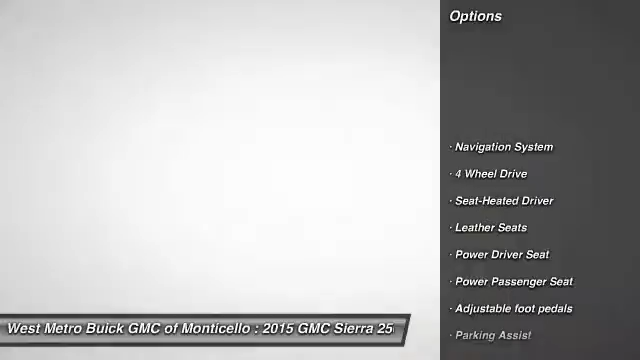 Options
· Navigation System
· 4 Wheel Drive
· Seat-Heated Driver
· Leather Seats
· Power Driver Seat
· Power Passenger Seat
· Adjustable foot pedals
· Parking Assist
West Metro Buick GMC of Monticello : 2015 GMC Sierra 25